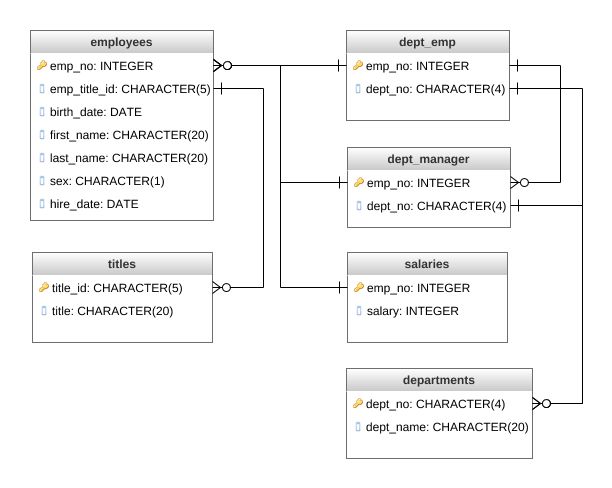 employees
emp_no: INTEGER
emp_title_id: CHARACTER(5)
birth_date: DATE
first_name: CHARACTER(20)
last_name: CHARACTER(20)
sex: CHARACTER(1)
hire_date: DATE
titles
title_id: CHARACTER(5)
title: CHARACTER(20)
dept_emp
emp_no: INTEGER
dept_no: CHARACTER(4)
dept_manager
emp_no: INTEGER
dept_no: CHARACTER(4)
salaries
emp_no: INTEGER
salary: INTEGER
departments
dept_no: CHARACTER(4)
dept_name: CHARACTER(20)